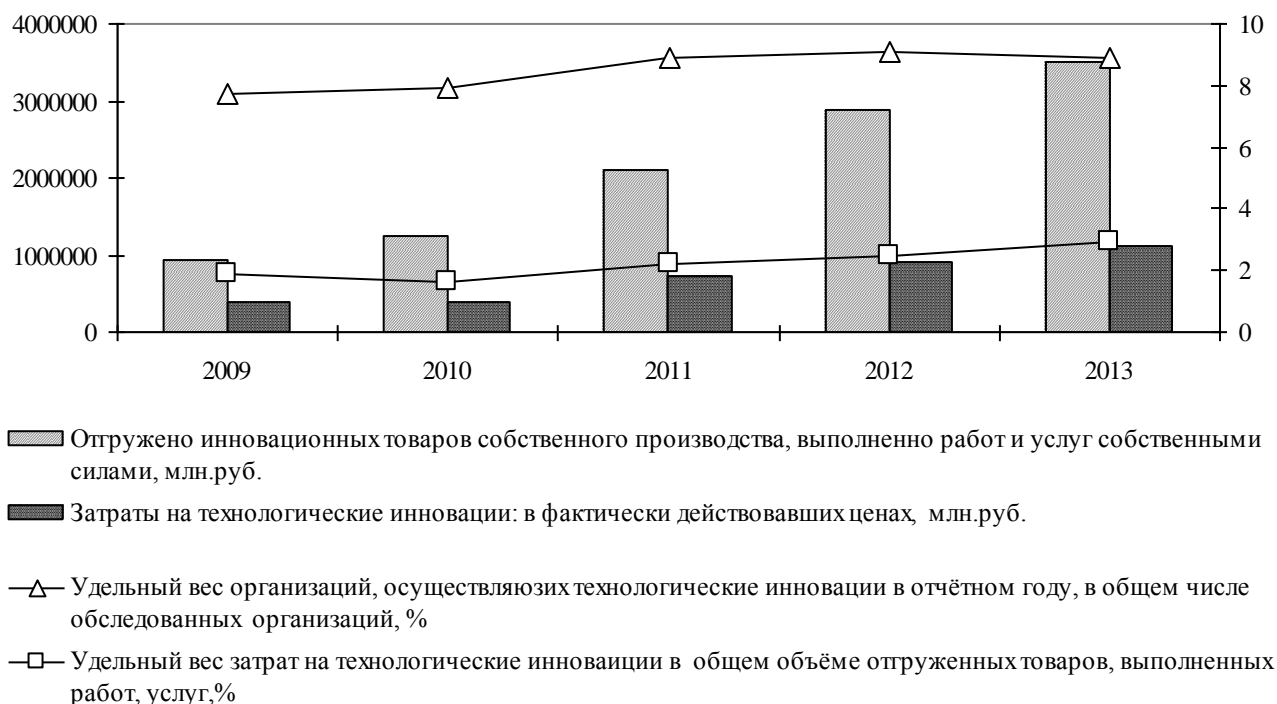 4000000
3000000
2000000
1000000
0
10
8
6
4
2
0
2009 2010 2011 2012 2013
Отгружено инновационных товаров собственного производства, выполненно работ и услуг собственными
силами, млн.руб.
Затраты на технологические инновации: в фактически действовавших ценах, млн.руб.
Удельный вес организаций, осуществляюзих технологические инновации в отчётном году, в общем числе
обследованных организаций, %
Удельный вес затрат на технологические инноваиции в общем объёме отгруженных товаров, выполненных
работ, услуг,%